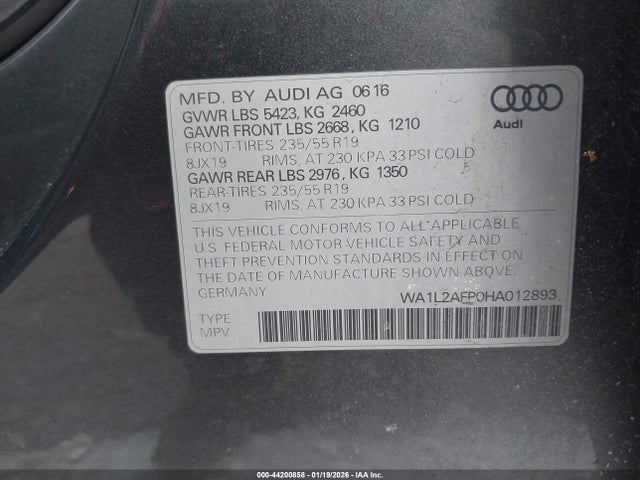 MFD. BY AUDI AG 06 16
GVWR LBS 5423, KG 2460
GAWR FRONT LBS 2668, KG 1210
FRONT-TIRES 235/55 R19
8JX19 RIMS, AT 230 KPA 33 PSI COLD
GAWR REAR LBS 2976, KG 1350
REAR-TIRES 235/55 R19
8JX19 RIMS, AT 230 KPA 33 PSI COLD
Audi
THIS VEHICLE CONFORMS TO ALL APPLICABLE
U.S. FEDERAL MOTOR VEHICLE SAFETY AND
THEFT PREVENTION STANDARDS IN EFFECT ON
THE DATE OF MANUFACTURE SHOWN ABOVE.
GERMANY WA1L2AFP0HA012893
TYPE:
MPV
000-44200858 | 01/19/2026 - IAA Inc.